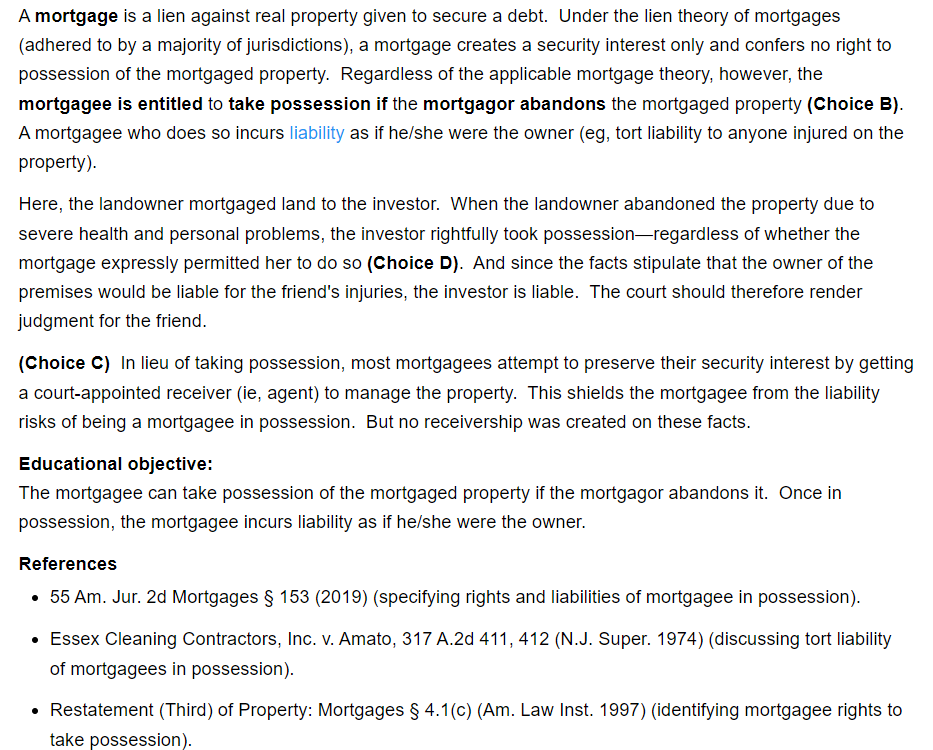 A mortgage is a lien against real property given to secure a debt.  Under the lien theory of mortgages
(adhered to by a majority of jurisdictions), a mortgage creates a security interest only and confers no right to
possession of the mortgaged property.  Regardless of the applicable mortgage theory, however, the
mortgagee is entitled to take possession if the mortgagor abandons the mortgaged property (Choice B).
A mortgagee who does so incurs liability as if he/she were the owner (eg, tort liability to anyone injured on the
property).
Here, the landowner mortgaged land to the investor.  When the landowner abandoned the property due to
severe health and personal problems, the investor rightfully took possession—regardless of whether the
mortgage expressly permitted her to do so (Choice D).  And since the facts stipulate that the owner of the
premises would be liable for the friend's injuries, the investor is liable.  The court should therefore render
judgment for the friend.
(Choice C)  In lieu of taking possession, most mortgagees attempt to preserve their security interest by getting
a court-appointed receiver (ie, agent) to manage the property.  This shields the mortgagee from the liability
risks of being a mortgagee in possession.  But no receivership was created on these facts.
Educational objective:
The mortgagee can take possession of the mortgaged property if the mortgagor abandons it.  Once in
possession, the mortgagee incurs liability as if he/she were the owner.
References
• 55 Am. Jur. 2d Mortgages § 153 (2019) (specifying rights and liabilities of mortgagee in possession).
• Essex Cleaning Contractors, Inc. v. Amato, 317 A.2d 411, 412 (N.J. Super. 1974) (discussing tort liability
of mortgagees in possession).
• Restatement (Third) of Property: Mortgages § 4.1(c) (Am. Law Inst. 1997) (identifying mortgagee rights to
take possession).